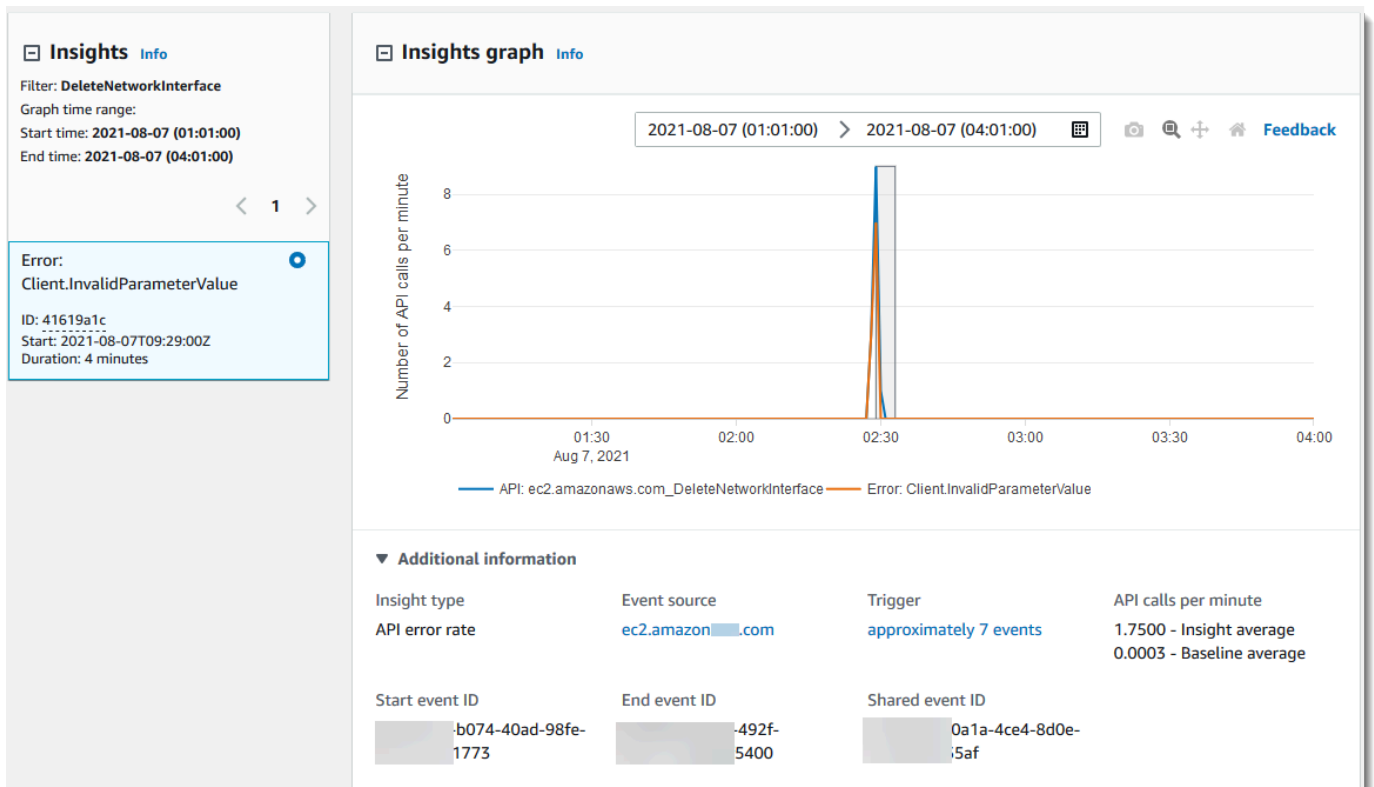 Insights Info
Filter: DeleteNetworkInterface
Graph time range:
Start time: 2021-08-07 (01:01:00)
End time: 2021-08-07 (04:01:00)
1
Error:
Client.InvalidParameterValue
ID: 41619a1c
Start: 2021-08-07T09:29:00Z
Duration: 4 minutes
Insights graph Info
2021-08-07 (01:01:00) 2021-08-07 (04:01:00) Feedback
Number of API calls per minute
8
6
4
2
0
01:30 02:00 02:30 03:00 03:30 04:00
Aug 7, 2021
API: ec2.amazonaws.com_DeleteNetworkInterface Error: Client.InvalidParameterValue
Additional information
Insight type Event source Trigger API calls per minute
API error rate ec2.amazon .com approximately 7 events 1.7500 - Insight average
0.0003 - Baseline average
Start event ID End event ID Shared event ID
b074-40ad-98fe- -492f- 0a1a-4ce4-8d0e-
1773 5400 5af